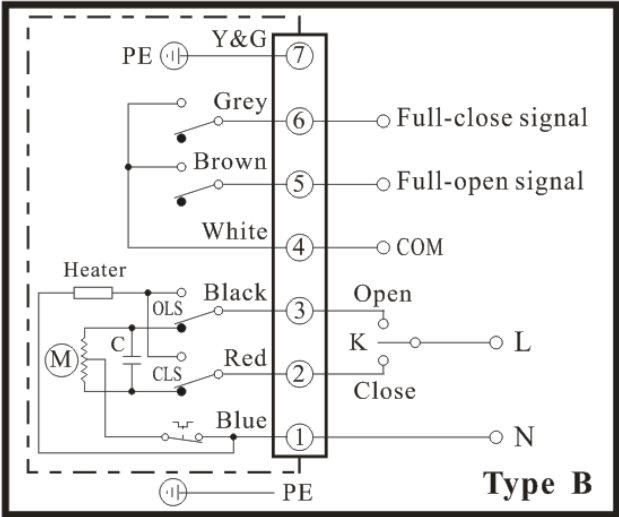 Y&G
PE 7
Grey
6 Full-close signal
Brown
5 Full-open signal
White
4 COM
Heater
OLS Black 3 Open
M C K L
CLS Red 2
Close
Blue
1 N
PE
Type B